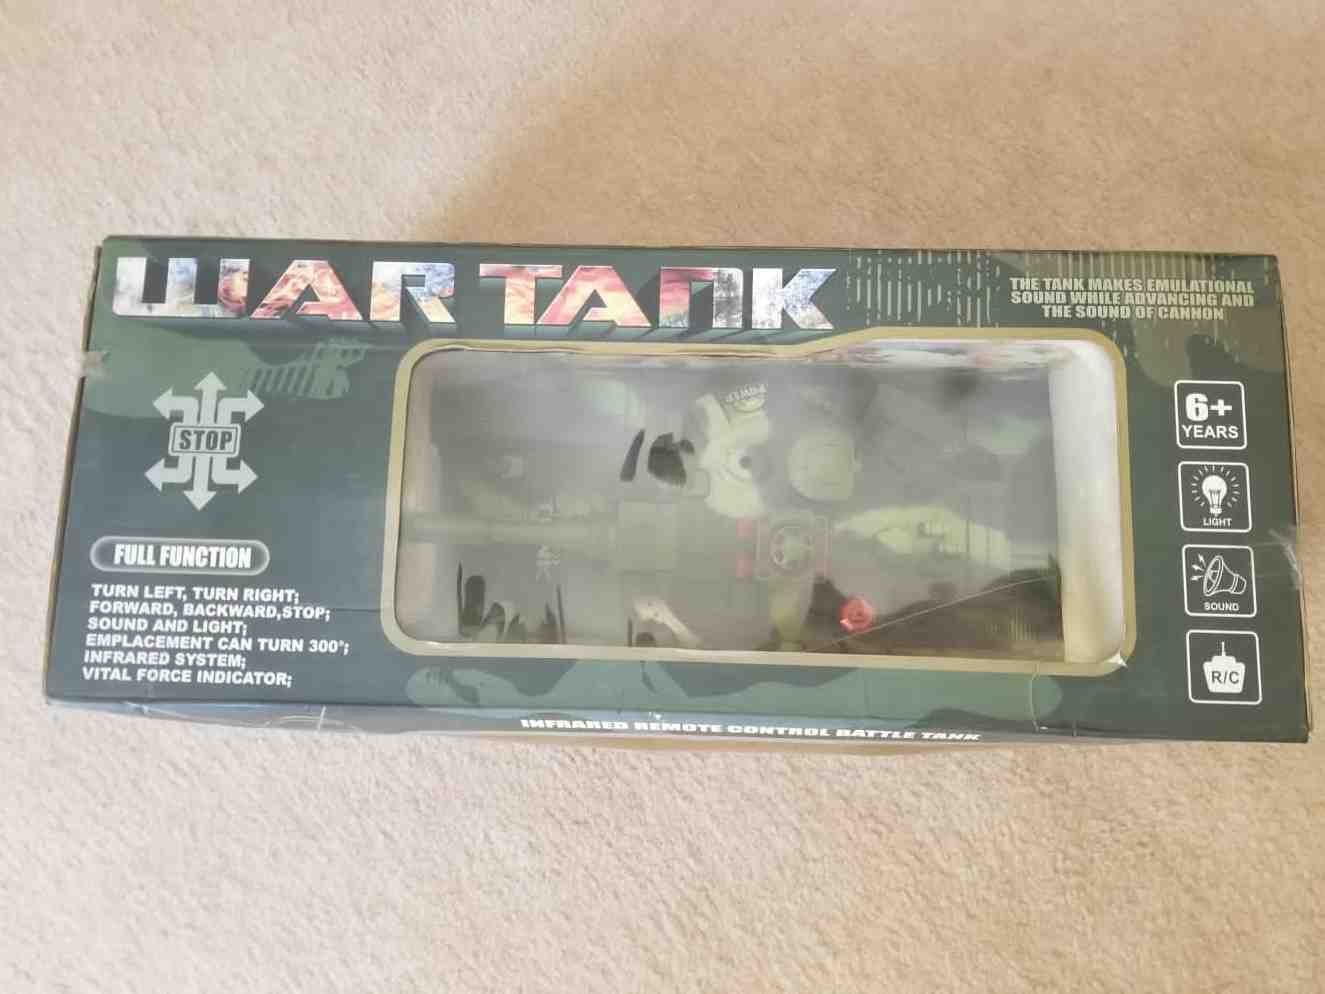 WAR TANK
THE TANK MAKES EMULATIONAL
SOUND WHILE ADVANCING AND
THE SOUND OF CANNON
POWER
STOP
6+
YEARS
LIGHT
SOUND
R/C
FULL FUNCTION
TURN LEFT, TURN RIGHT;
FORWARD, BACKWARD,STOP;
SOUND AND LIGHT;
EMPLACEMENT CAN TURN 300°;
INFRARED SYSTEM;
VITAL FORCE INDICATOR;
INFRARED REMOTE CONTROL BATTLE TANK